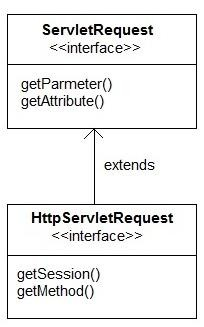 ServletRequest
<<interface>>
getParmeter()
getAttribute()
extends
HttpServletRequest
<<interface>>
getSession()
getMethod()